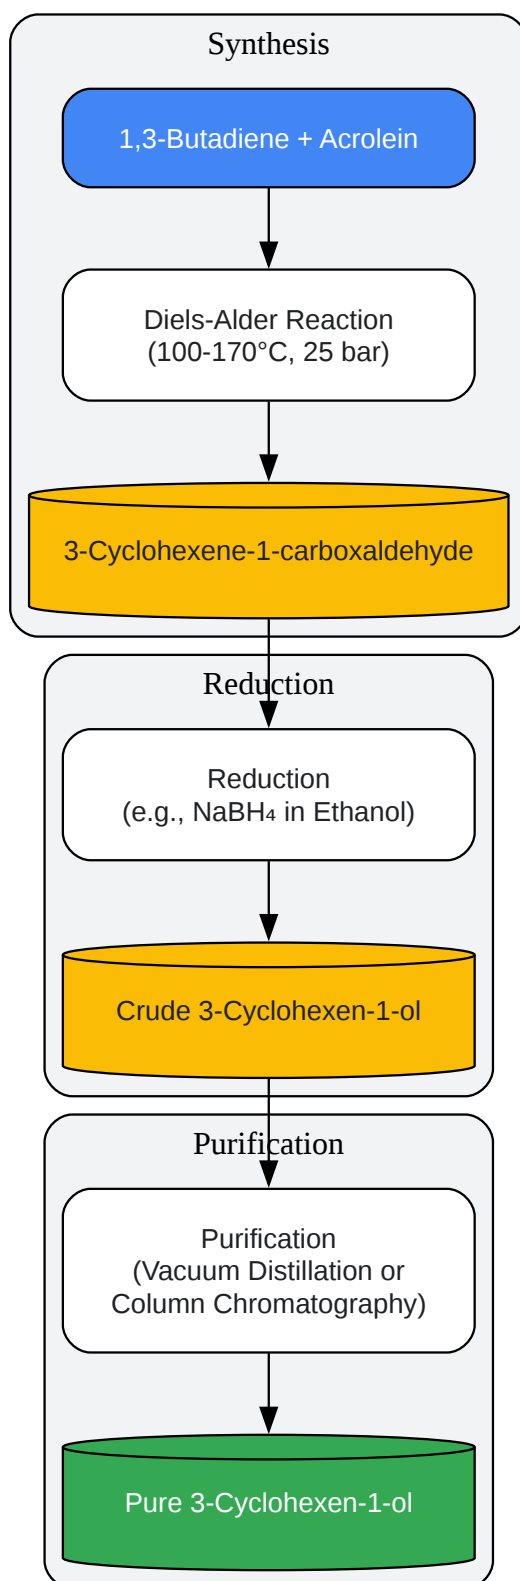 Synthesis
1,3-Butadiene + Acrolein
Diels-Alder Reaction
(100-170°C, 25 bar)
3-Cyclohexene-1-carboxaldehyde
Reduction
Reduction
(e.g., NaBH₄ in Ethanol)
Crude 3-Cyclohexen-1-ol
Purification
Purification
(Vacuum Distillation or
Column Chromatography)
Pure 3-Cyclohexen-1-ol